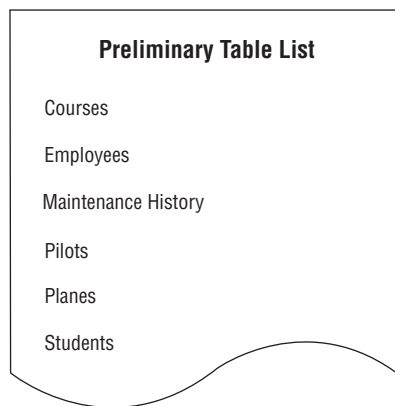 Preliminary Table List
Courses
Employees
Maintenance History
Pilots
Planes
Students